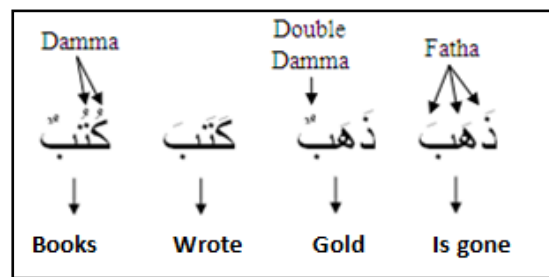 Damma Double Damma Fatha
كُتُبٌ كَتَبَ ذَهَبٌ ذَهَبَ
Books Wrote Gold Is gone